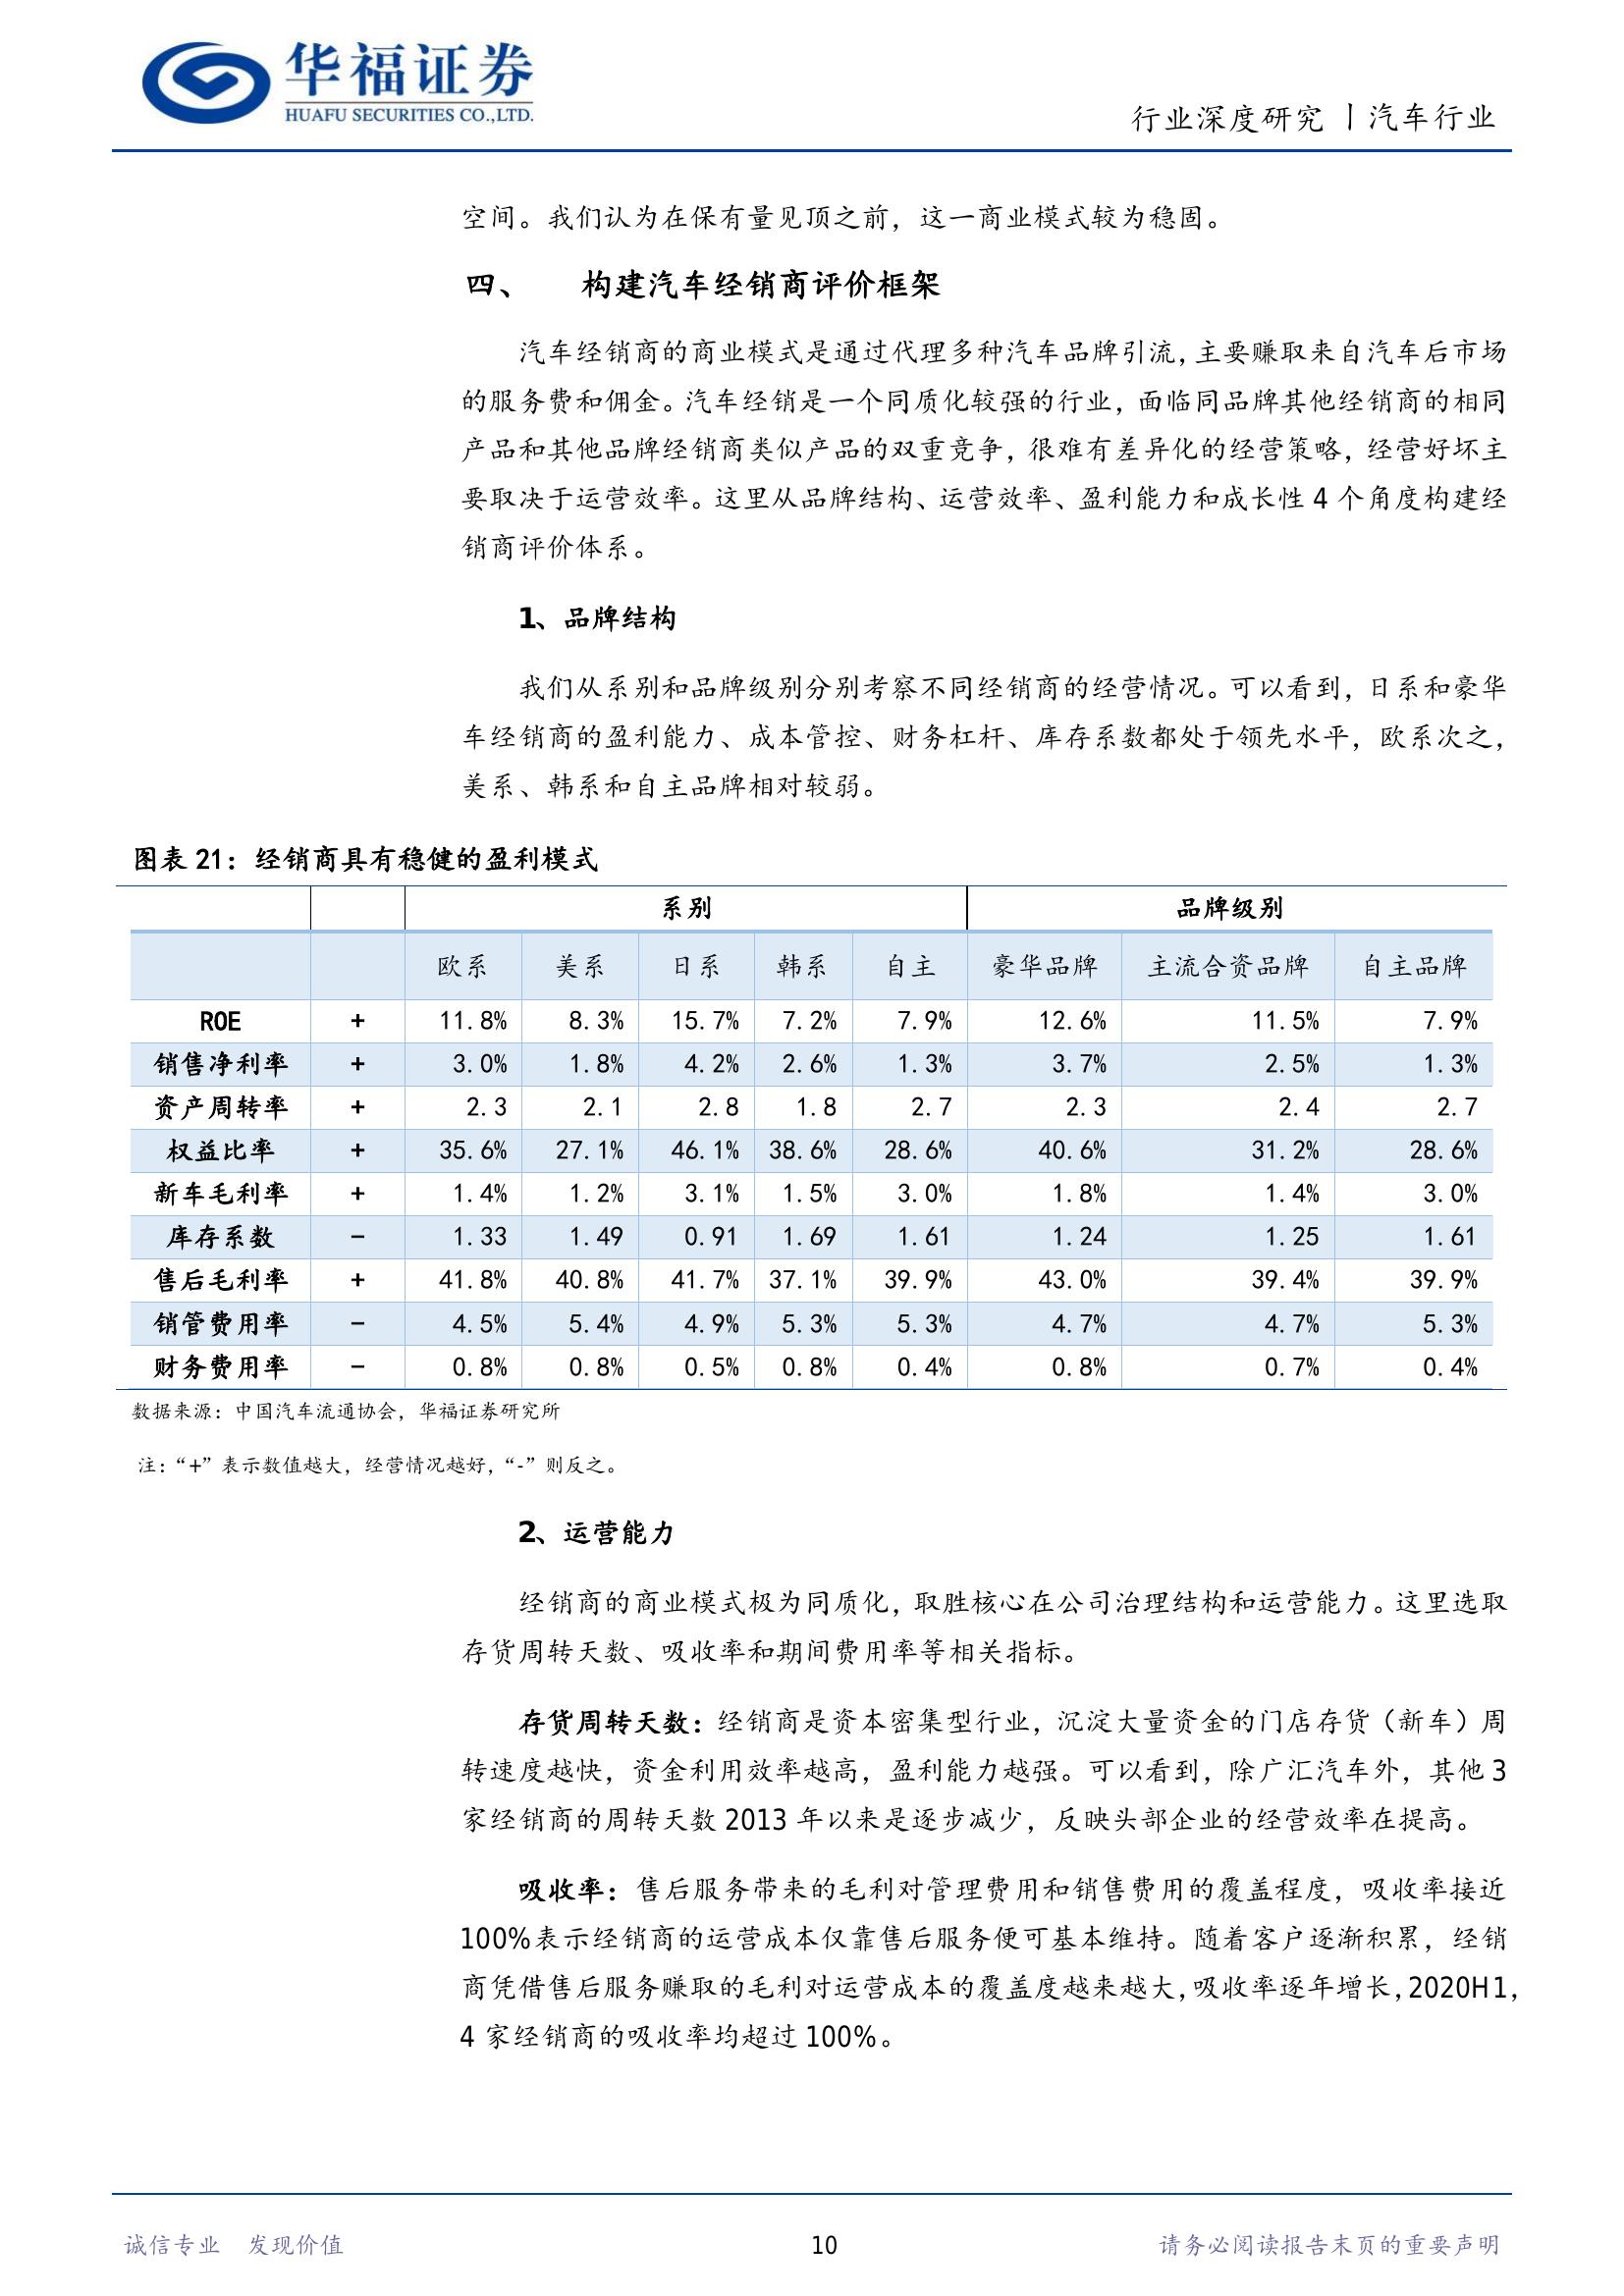 华福证券
HUAFU SECURITIES CO.,LTD.
行业深度研究丨汽车行业
空间。我们认为在保有量见顶之前，这一商业模式较为稳固。
四、 构建汽车经销商评价框架
汽车经销商的商业模式是通过代理多种汽车品牌引流，主要赚取来自汽车后市场
的服务费和佣金。汽车经销是一个同质化较强的行业，面临同品牌其他经销商的相同
产品和其他品牌经销商类似产品的双重竞争，很难有差异化的经营策略，经营好坏主
要取决于运营效率。这里从品牌结构、运营效率、盈利能力和成长性 4 个角度构建经
销商评价体系。
1、品牌结构
我们从系别和品牌级别分别考察不同经销商的经营情况。可以看到，日系和豪华
车经销商的盈利能力、成本管控、财务杠杆、库存系数都处于领先水平，欧系次之，
美系、韩系和自主品牌相对较弱。
图表 21：经销商具有稳健的盈利模式
系别 品牌级别
欧系 美系 日系 韩系 自主 豪华品牌 主流合资品牌 自主品牌
ROE + 11.8% 8.3% 15.7% 7.2% 7.9% 12.6% 11.5% 7.9%
销售净利率 + 3.0% 1.8% 4.2% 2.6% 1.3% 3.7% 2.5% 1.3%
资产周转率 + 2.3 2.1 2.8 1.8 2.7 2.3 2.4 2.7
权益比率 + 35.6% 27.1% 46.1% 38.6% 28.6% 40.6% 31.2% 28.6%
新车毛利率 + 1.4% 1.2% 3.1% 1.5% 3.0% 1.8% 1.4% 3.0%
库存系数 - 1.33 1.49 0.91 1.69 1.61 1.24 1.25 1.61
售后毛利率 + 41.8% 40.8% 41.7% 37.1% 39.9% 43.0% 39.4% 39.9%
销管费用率 - 4.5% 5.4% 4.9% 5.3% 5.3% 4.7% 4.7% 5.3%
财务费用率 - 0.8% 0.8% 0.5% 0.8% 0.4% 0.8% 0.7% 0.4%
数据来源：中国汽车流通协会，华福证券研究所
注：“+”表示数值越大，经营情况越好，“-”则反之。
2、运营能力
经销商的商业模式极为同质化，取胜核心在公司治理结构和运营能力。这里选取
存货周转天数、吸收率和期间费用率等相关指标。
存货周转天数：经销商是资本密集型行业，沉淀大量资金的门店存货（新车）周
转速度越快，资金利用效率越高，盈利能力越强。可以看到，除广汇汽车外，其他 3
家经销商的周转天数 2013 年以来是逐步减少，反映头部企业的经营效率在提高。
吸收率：售后服务带来的毛利对管理费用和销售费用的覆盖程度，吸收率接近
100%表示经销商的运营成本仅靠售后服务便可基本维持。随着客户逐渐积累，经销
商凭借售后服务赚取的毛利对运营成本的覆盖度越来越大，吸收率逐年增长，2020H1，
4 家经销商的吸收率均超过 100%。
诚信专业 发现价值 10 请务必阅读报告末页的重要声明